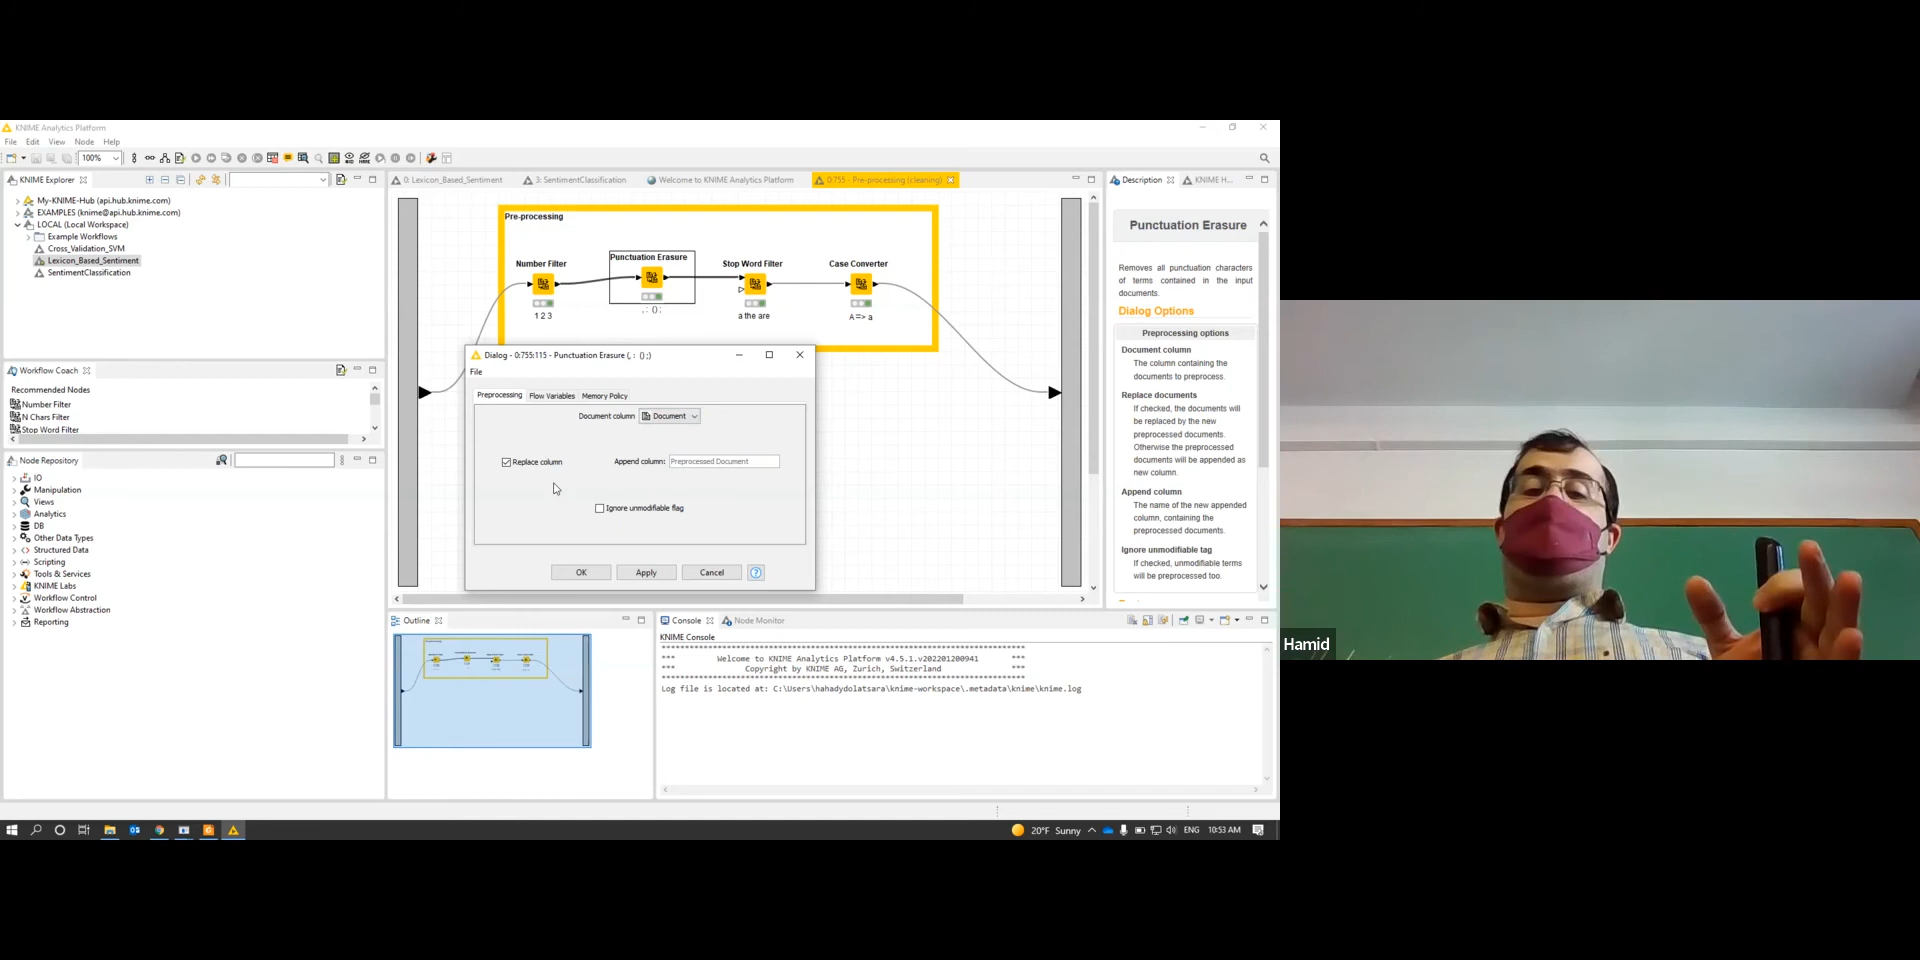 KNIME Analytics Platform
File Edit View Node Help
100%
KNIME Explorer
My-KNIME-Hub (api.hub.knime.com)
EXAMPLES (knime@api.hub.knime.com)
LOCAL (Local Workspace)
Example Workflows
Cross_Validation_SVM
Lexicon_Based_Sentiment
SentimentClassification
Workflow Coach
Recommended Nodes
Number Filter
N Chars Filter
Stop Word Filter
Node Repository
IO
Manipulation
Views
Analytics
DB
Other Data Types
Structured Data
Scripting
Tools & Services
KNIME Labs
Workflow Control
Workflow Abstraction
Reporting
0: Lexicon_Based_Sentiment
3: SentimentClassification
Welcome to KNIME Analytics Platform
0:755 - Pre-processing (cleaning)
Pre-processing
Number Filter
Punctuation Erasure
Stop Word Filter
Case Converter
1 2 3
, : () ;
a the are
A => a
Dialog - 0:755:115 - Punctuation Erasure (, : () ;)
File
Preprocessing Flow Variables Memory Policy
Document column Document
Replace column Append column: Preprocessed Document
Ignore unmodifiable flag
OK Apply Cancel ?
Description KNIME H...
Punctuation Erasure
Removes all punctuation characters
of terms contained in the input
documents.
Dialog Options
Preprocessing options
Document column
The column containing the
documents to preprocess.
Replace documents
If checked, the documents will
be replaced by the new
preprocessed documents.
Otherwise the preprocessed
documents will be appended as
new column.
Append column
The name of the new appended
column, containing the
preprocessed documents.
Ignore unmodifiable tag
If checked, unmodifiable terms
will be preprocessed too.
Outline
Console Node Monitor
KNIME Console
*** Welcome to KNIME Analytics Platform v4.5.1.v202201200941 ***
*** Copyright by KNIME AG, Zurich, Switzerland ***
Log file is located at: C:\Users\hahadydolatsara\knime-workspace\.metadata\knime\knime.log
20°F Sunny ENG 10:53 AM
Hamid